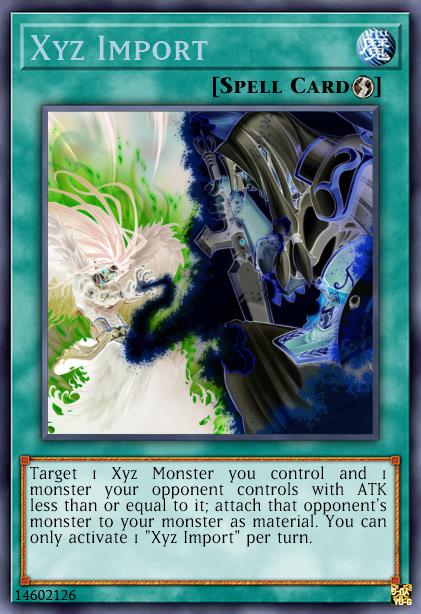 Xyz Import
魔
[Spell Card]
Target 1 Xyz Monster you control and 1
monster your opponent controls with ATK
less than or equal to it; attach that opponent's
monster to your monster as material. You can
only activate 1 "Xyz Import" per turn.
14602126